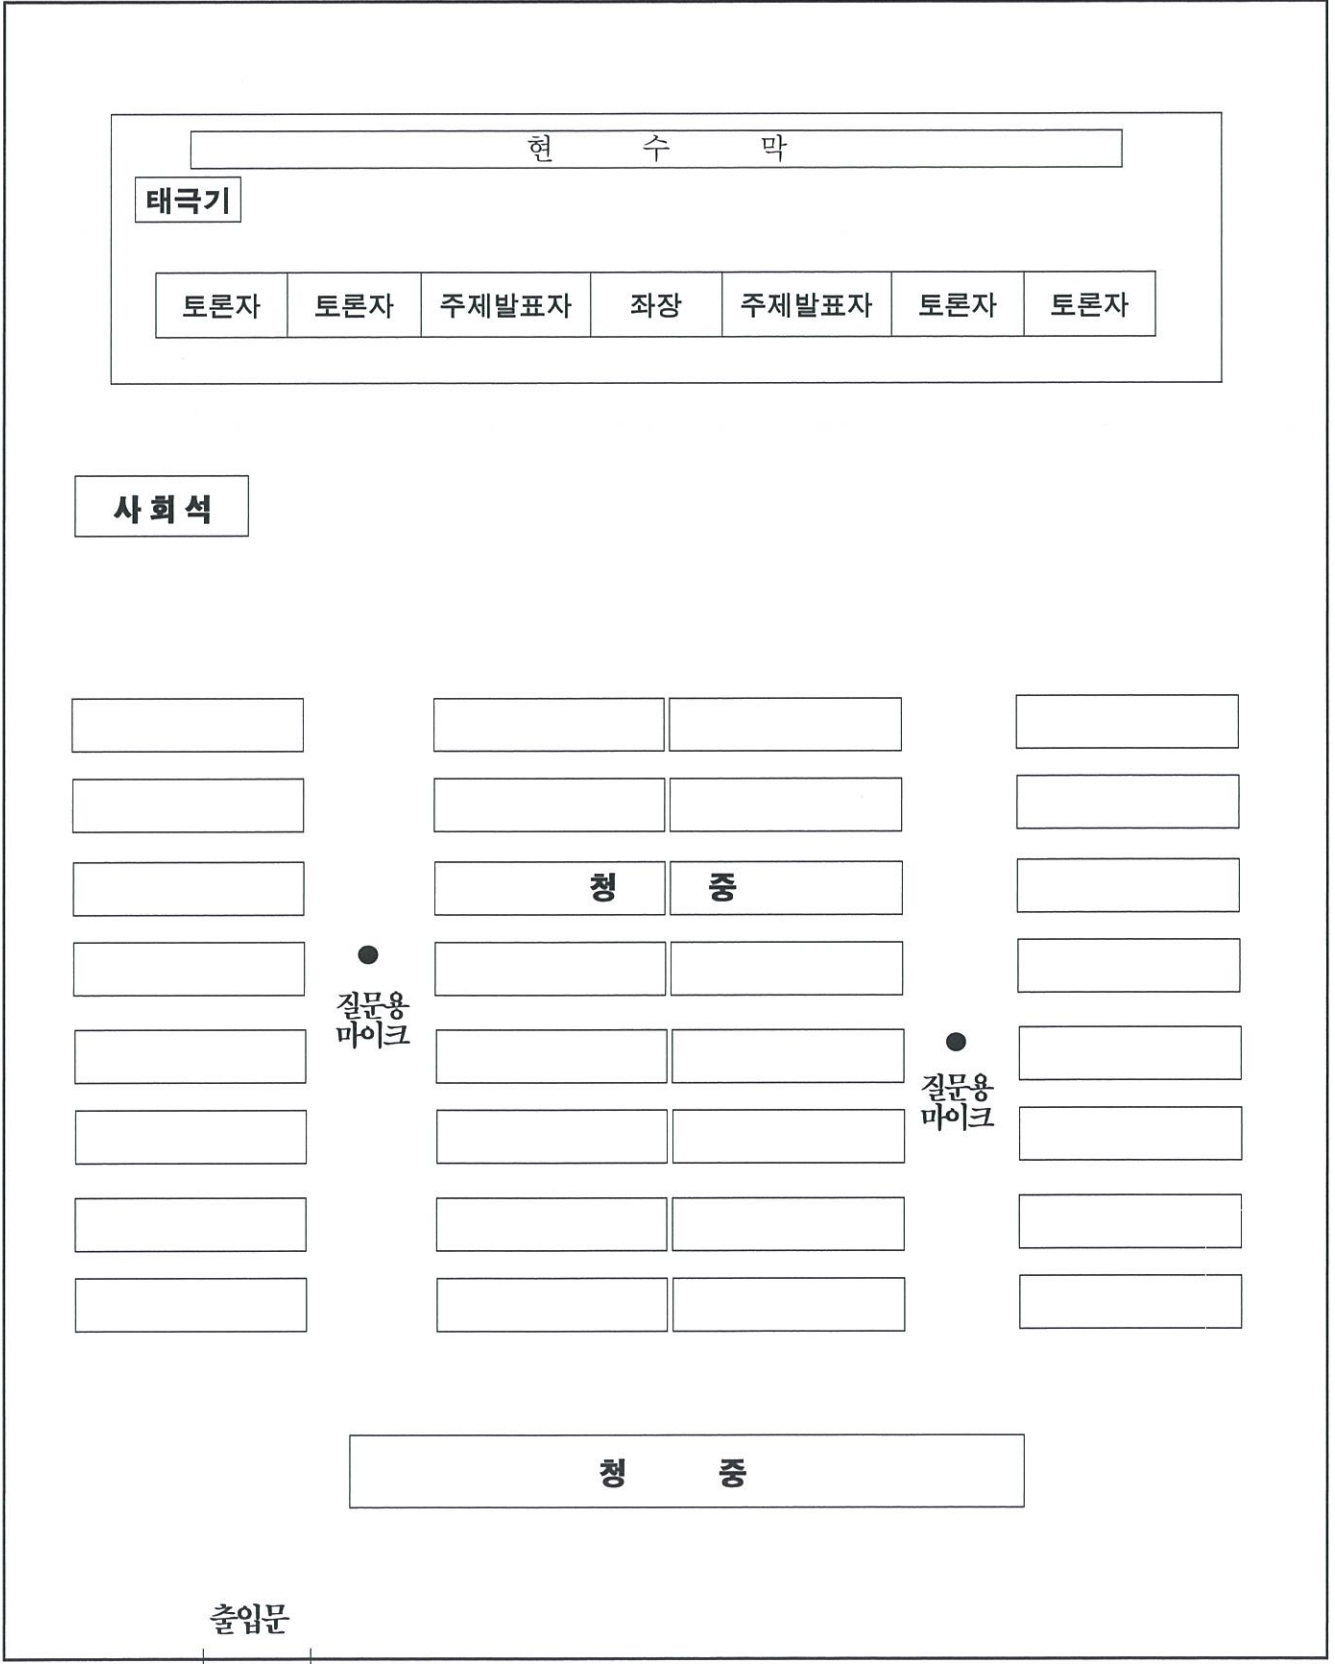 현 수 막
태극기
토론자 토론자 주제발표자 좌장 주제발표자 토론자 토론자
사 회 석
청 중
질문용
마이크
질문용
마이크
청 중
출입문